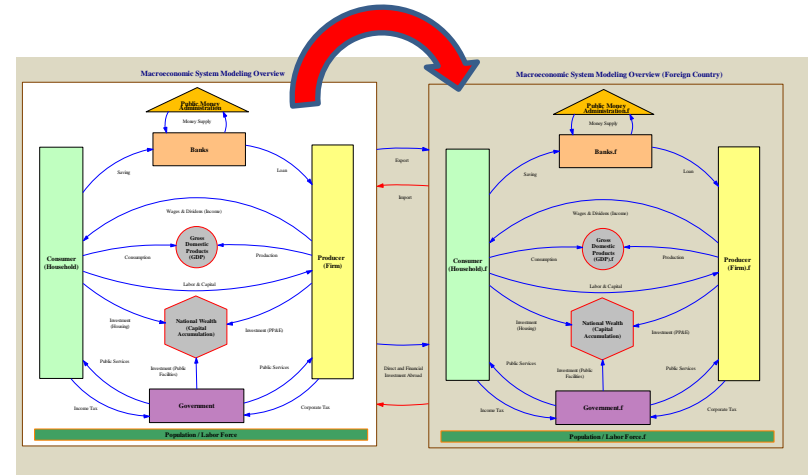 Macroeconomic System Modeling Overview
Public Money
Administration
Money Supply
Banks
Saving
Loan
Wages & Dividens (Income)
Gross
Domestic
Products
(GDP)
Consumer
(Household)
Producer
(Firm)
Consumption
Production
Labor & Capital
National Wealth
(Capital
Accumulation)
Investment
(Housing)
Investment (PP&E)
Public Services
Investment (Public
Facilities)
Public Services
Government
Income Tax
Corporate Tax
Population / Labor Force
Export
Import
Direct and Financial
Investment Abroad
Macroeconomic System Modeling Overview (Foreign Country)
Public Money
Administration.f
Money Supply
Banks.f
Saving
Loan
Wages & Dividens (Income)
Gross
Domestic
Products
(GDP).f
Consumer
(Household).f
Producer
(Firm).f
Consumption
Production
Labor & Capital
National Wealth
(Capital
Accumulation)
Investment
(Housing)
Investment (PP&E)
Public Services
Investment (Public
Facilities)
Public Services
Government.f
Income Tax
Corporate Tax
Population / Labor Force.f